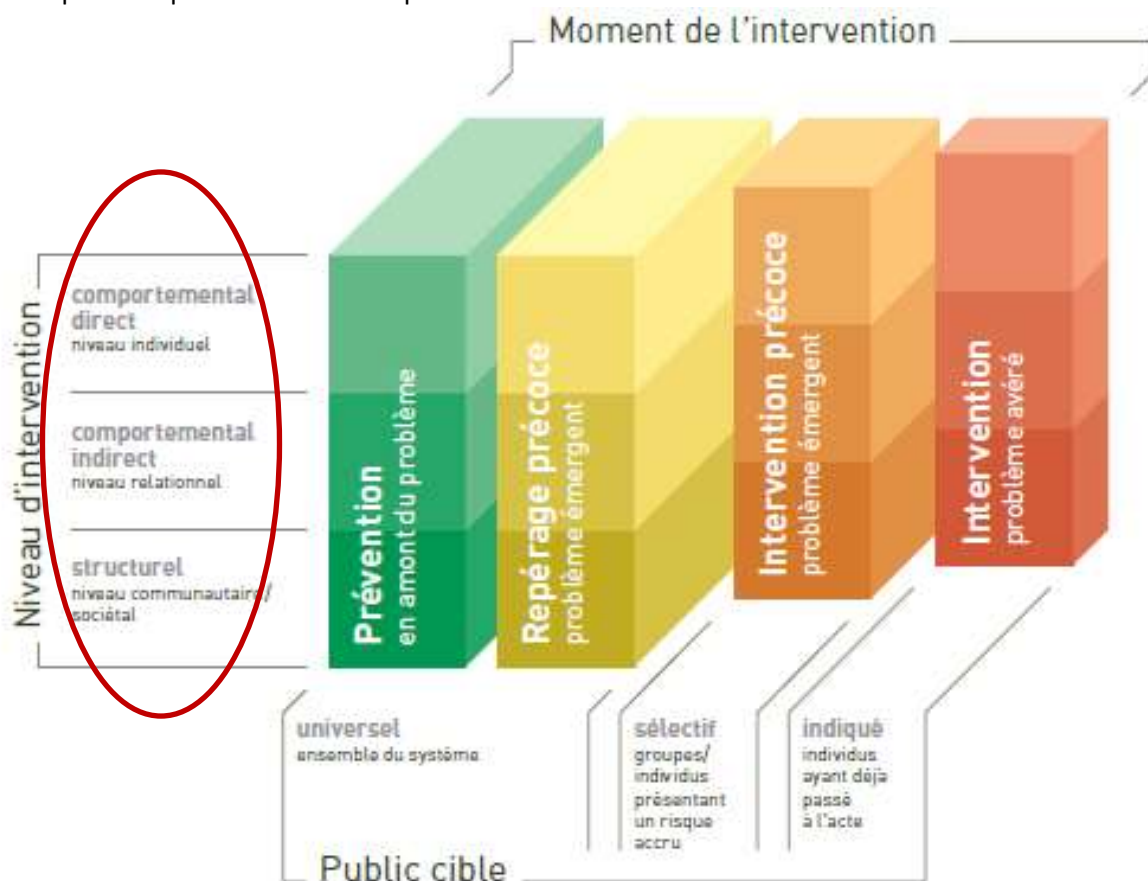 Moment de l'intervention
Niveau d'intervention
comportemental
direct
niveau individuel
comportemental
indirect
niveau relationnel
structurel
niveau communautaire/
sociétal
Prévention
en amont du problème
Repérage précoce
problème émergent
Intervention précoce
problème émergent
Intervention
problème avéré
universel
ensemble du système
sélectif
groupes/
individus
présentant
un risque
accru
indiqué
individus
ayant déjà
passé
à l'acte
Public cible